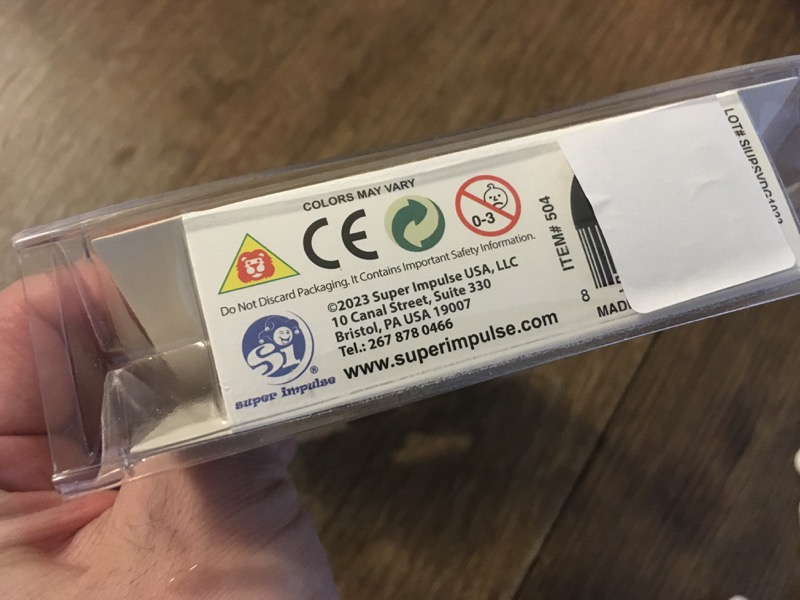 COLORS MAY VARY
CE
0-3
Do Not Discard Packaging. It Contains Important Safety Information.
©2023 Super Impulse USA, LLC
10 Canal Street, Suite 330
Bristol, PA USA 19007
Tel.: 267 878 0466
www.superimpulse.com
Si ®
super impulse
ITEM# 504
8
LOT#